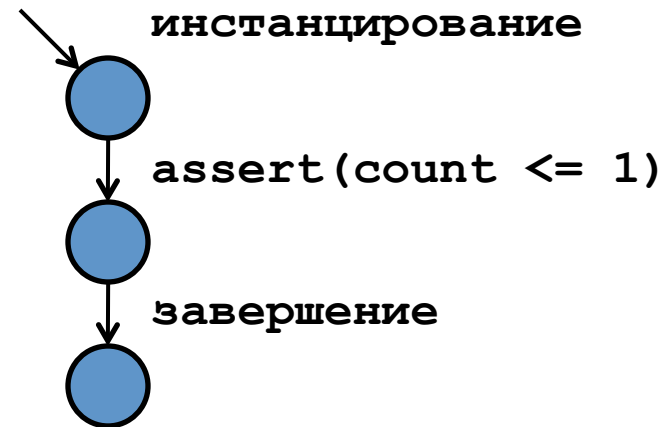 инстанцирование
assert(count <= 1)
завершение